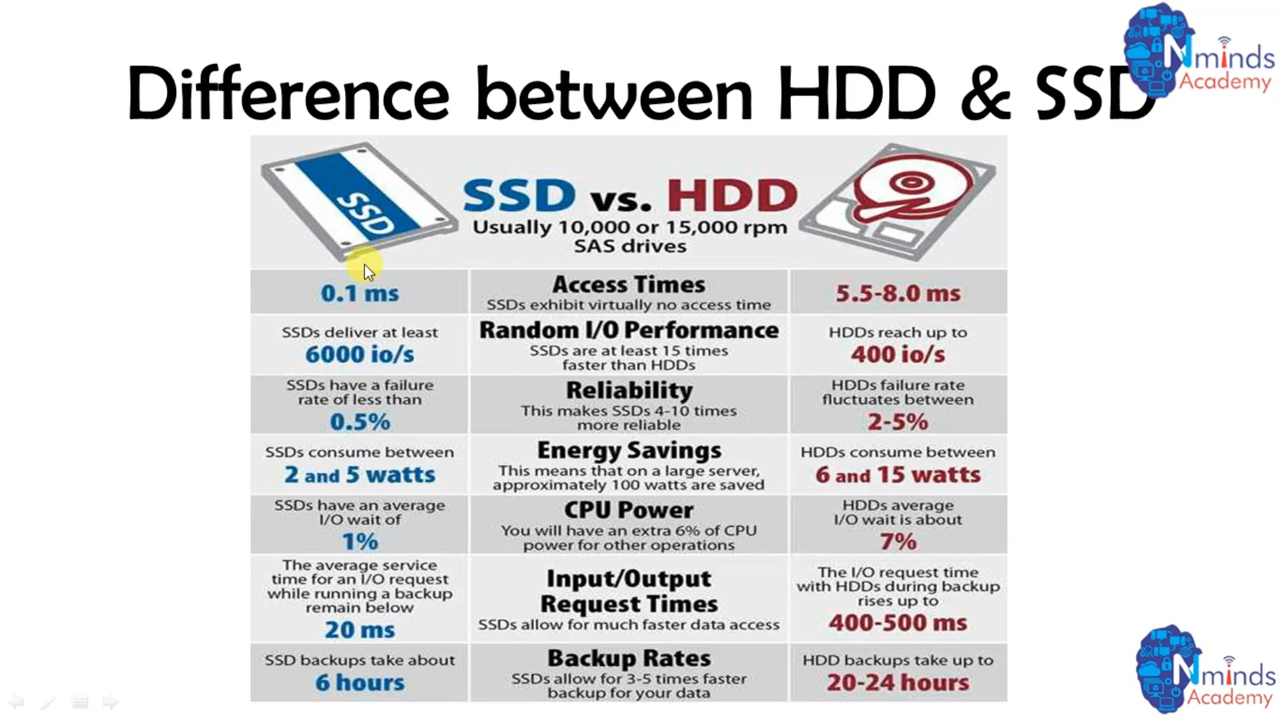 Nminds
Academy
Difference between HDD & SSD
SSD
SSD vs. HDD
Usually 10,000 or 15,000 rpm
SAS drives
0.1 ms
Access Times
SSDs exhibit virtually no access time
5.5-8.0 ms
SSDs deliver at least
6000 io/s
Random I/O Performance
SSDs are at least 15 times
faster than HDDs
HDDs reach up to
400 io/s
SSDs have a failure
rate of less than
0.5%
Reliability
This makes SSDs 4-10 times
more reliable
HDDs failure rate
fluctuates between
2-5%
SSDs consume between
2 and 5 watts
Energy Savings
This means that on a large server,
approximately 100 watts are saved
HDDs consume between
6 and 15 watts
SSDs have an average
I/O wait of
1%
CPU Power
You will have an extra 6% of CPU
power for other operations
HDDs average
I/O wait is about
7%
The average service
time for an I/O request
while running a backup
remain below
20 ms
Input/Output
Request Times
SSDs allow for much faster data access
The I/O request time
with HDDs during backup
rises up to
400-500 ms
SSD backups take about
6 hours
Backup Rates
SSDs allow for 3-5 times faster
backup for your data
HDD backups take up to
20-24 hours
Nminds
Academy